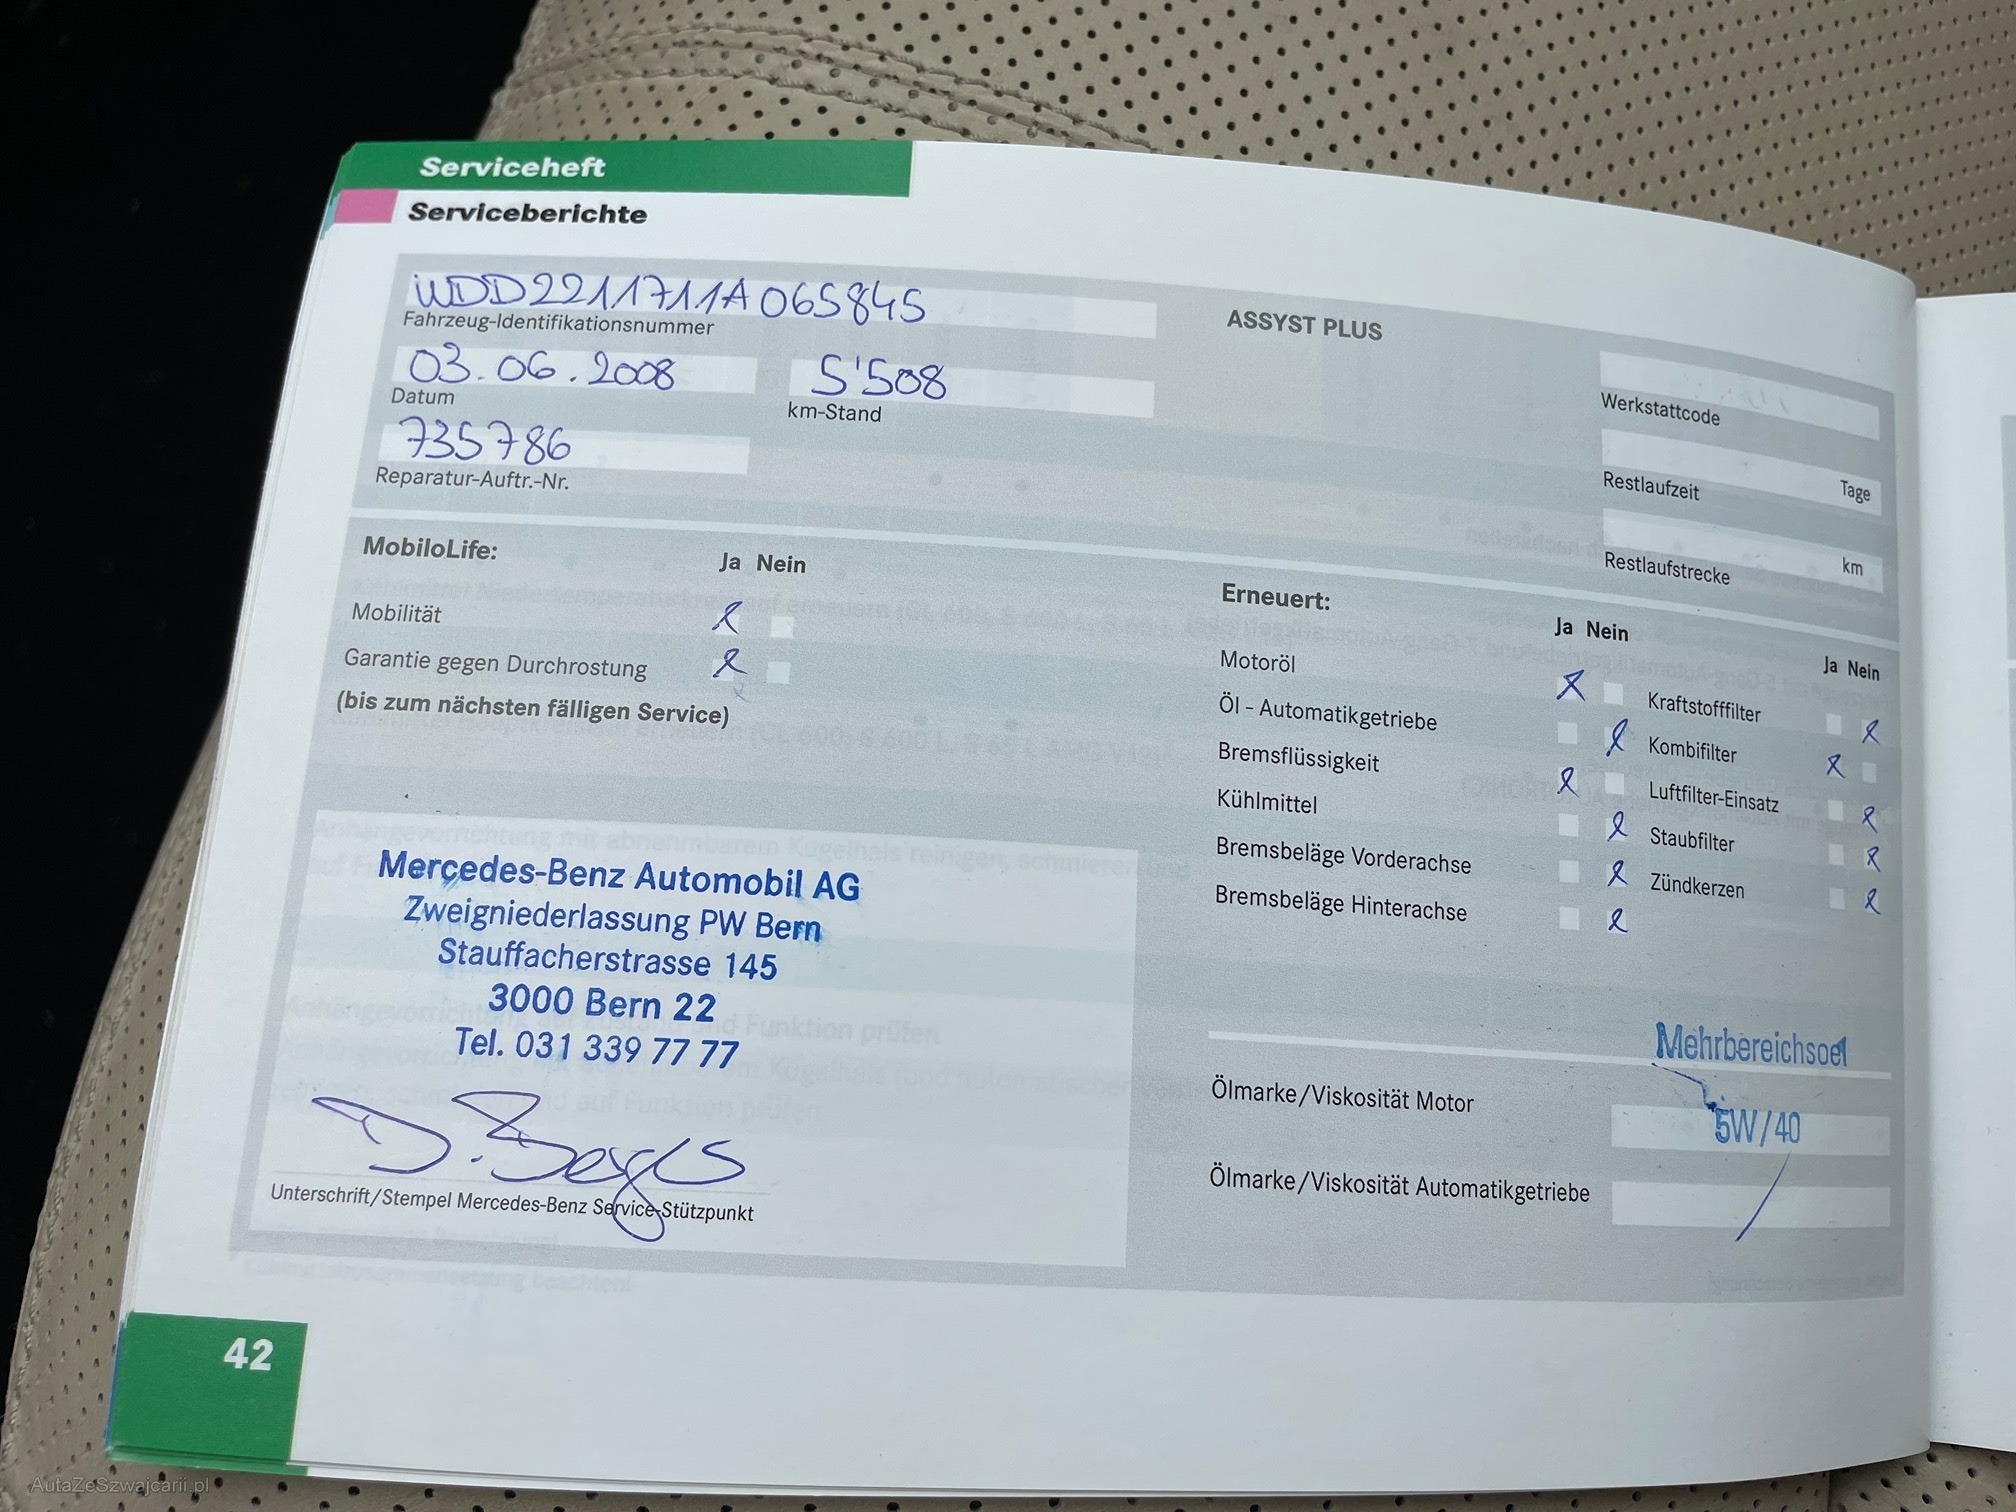 Serviceheft
Serviceberichte
WDD2211711A065845
Fahrzeug-Identifikationsnummer
ASSYST PLUS
03.06.2008
5'508
Datum
km-Stand
Werkstattcode
735786
Reparatur-Auftr.-Nr.
Restlaufzeit
Tage
Restlaufstrecke
km
MobiloLife:
Ja Nein
Mobilität
Garantie gegen Durchrostung
(bis zum nächsten fälligen Service)
Erneuert:
Ja Nein
Ja Nein
Motoröl
Kraftstofffilter
Öl - Automatikgetriebe
Kombifilter
Bremsflüssigkeit
Luftfilter-Einsatz
Kühlmittel
Staubfilter
Bremsbeläge Vorderachse
Zündkerzen
Bremsbeläge Hinterachse
Mercedes-Benz Automobil AG
Zweigniederlassung PW Bern
Stauffacherstrasse 145
3000 Bern 22
Tel. 031 339 77 77
Unterschrift/Stempel Mercedes-Benz Service-Stützpunkt
Mehrbereichsoel
Ölmarke/Viskosität Motor
5W/40
Ölmarke/Viskosität Automatikgetriebe
42
AutaZeSzwajcarii.pl